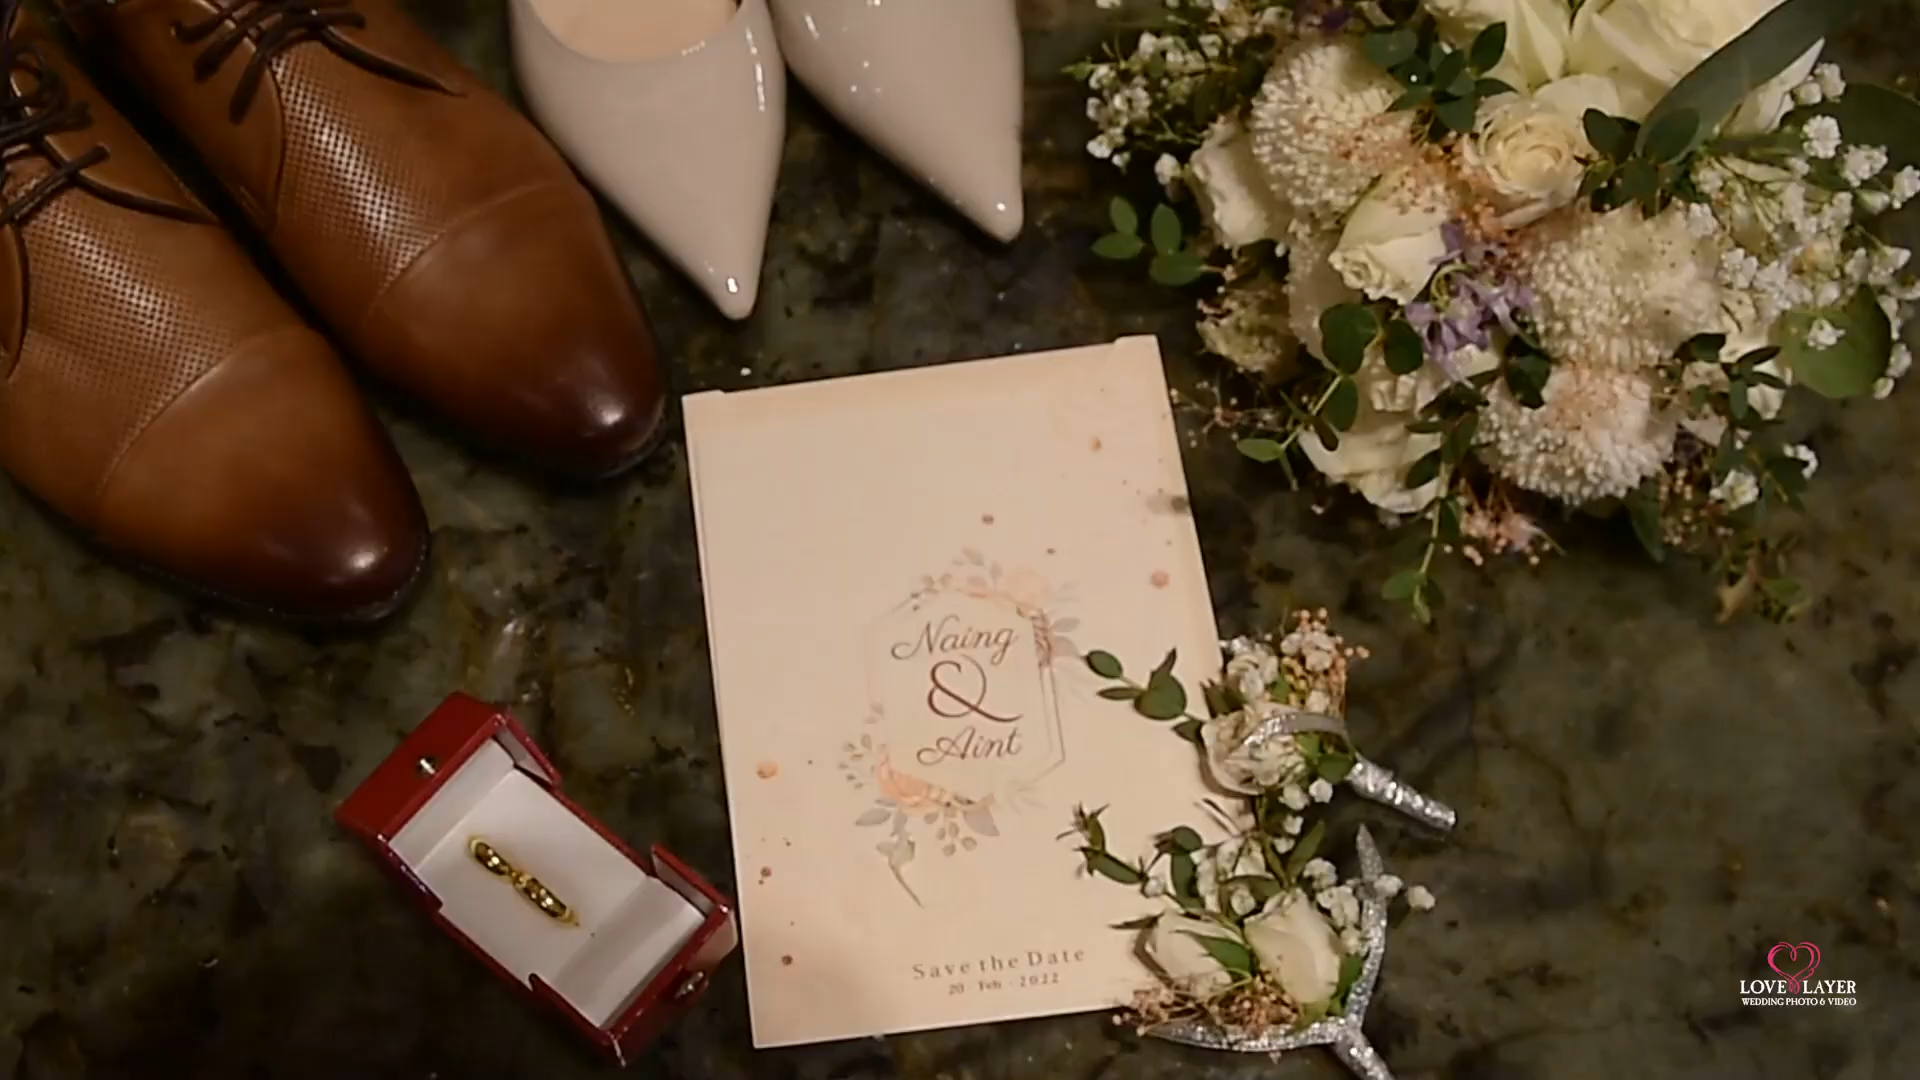 Naing
&
Aint
Save the Date
20 · Feb · 2022
LOVE LAYER
WEDDING PHOTO & VIDEO